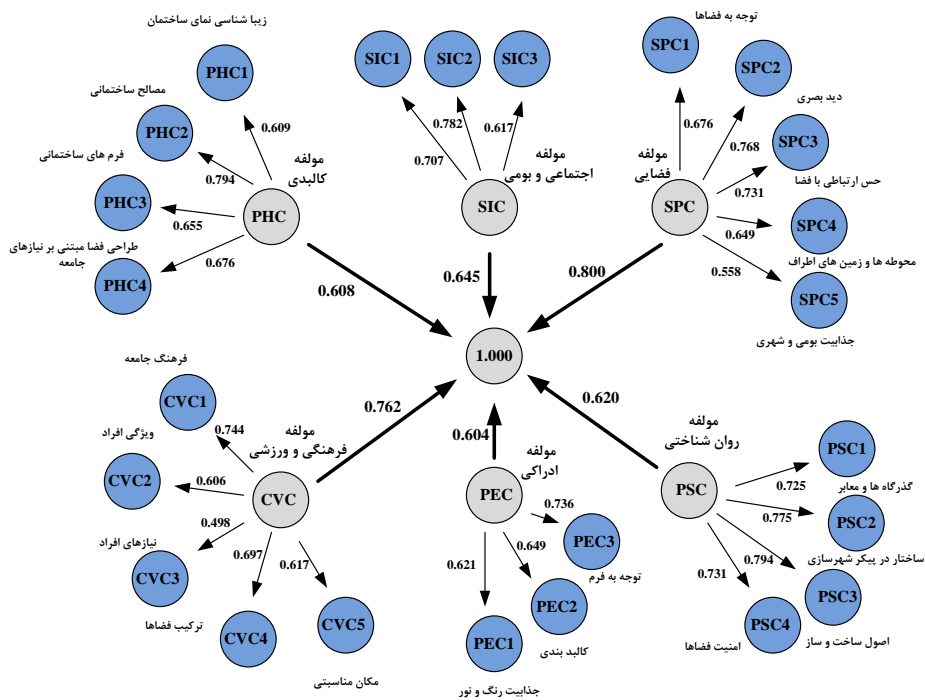 زیبا شناسی نمای ساختمان
PHC1
مصالح ساختمانی
PHC2
فرم های ساختمانی
PHC3
طراحی فضا مبتنی بر نیازهای
جامعه
PHC4
0.609
0.794
0.655
0.676
مولفه
کالبدی
PHC
0.608
SIC1
SIC2
SIC3
0.707
0.782
0.617
مولفه
اجتماعی و بومی
SIC
0.645
توجه به فضاها
SPC1
SPC2
دید بصری
SPC3
حس ارتباطی با فضا
SPC4
محوطه ها و زمین های اطراف
SPC5
جذابیت بومی و شهری
0.676
0.768
0.731
0.649
0.558
مولفه
فضایی
SPC
0.800
1.000
فرهنگ جامعه
CVC1
ویژگی افراد
CVC2
نیازهای افراد
CVC3
ترکیب فضاها
CVC4
CVC5
مکان مناسبتی
0.744
0.606
0.498
0.697
0.617
مولفه
فرهنگی و ورزشی
CVC
0.762
0.604
مولفه
ادراکی
PEC
0.736
0.649
0.621
PEC3
توجه به فرم
PEC2
کالبد بندی
PEC1
جذابیت رنگ و نور
0.620
مولفه
روان شناختی
PSC
0.725
0.775
0.794
0.731
PSC1
گذرگاه ها و معابر
PSC2
ساختار در پیکر شهرسازی
PSC3
اصول ساخت و ساز
PSC4
امنیت فضاها